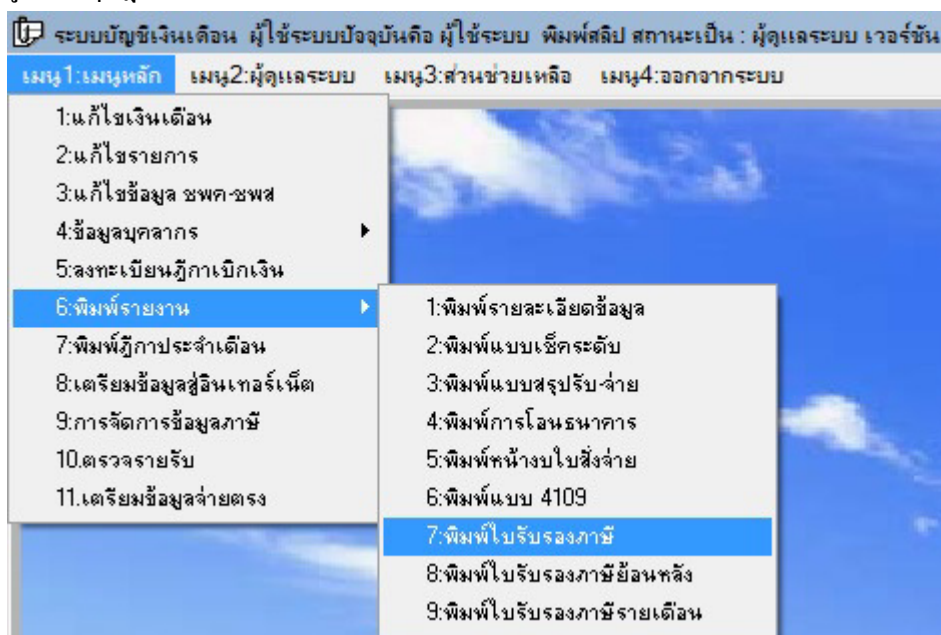 ระบบบัญชีเงินเดือน ผู้ใช้ระบบปัจจุบันคือ ผู้ใช้ระบบ พิมพ์สลิป สถานะเป็น : ผู้ดูแลระบบ เวอร์ชัน
เมนู1:เมนูหลัก เมนู2:ผู้ดูแลระบบ เมนู3:ส่วนช่วยเหลือ เมนู4:ออกจากระบบ
1:แก้ไขเงินเดือน
2:แก้ไขรายการ
3:แก้ไขข้อมูล ชพค-ชพส
4:ข้อมูลบุคลากร
5:ลงทะเบียนฎีกาเบิกเงิน
6:พิมพ์รายงาน
7:พิมพ์ฎีกาประจำเดือน
8:เตรียมข้อมูลสู่อินเทอร์เน็ต
9:การจัดการข้อมูลภาษี
10.ตรวจรายรับ
11.เตรียมข้อมูลจ่ายตรง
1:พิมพ์รายละเอียดข้อมูล
2:พิมพ์แบบเช็คระดับ
3:พิมพ์แบบสรุปรับ-จ่าย
4:พิมพ์การโอนธนาคาร
5:พิมพ์หน้างบใบสั่งจ่าย
6:พิมพ์แบบ 4109
7:พิมพ์ใบรับรองภาษี
8:พิมพ์ใบรับรองภาษีย้อนหลัง
9:พิมพ์ใบรับรองภาษีรายเดือน